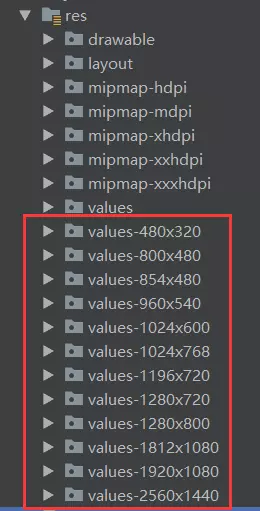 res
drawable
layout
mipmap-hdpi
mipmap-mdpi
mipmap-xhdpi
mipmap-xxhdpi
mipmap-xxxhdpi
values
values-480x320
values-800x480
values-854x480
values-960x540
values-1024x600
values-1024x768
values-1196x720
values-1280x720
values-1280x800
values-1812x1080
values-1920x1080
values-2560x1440